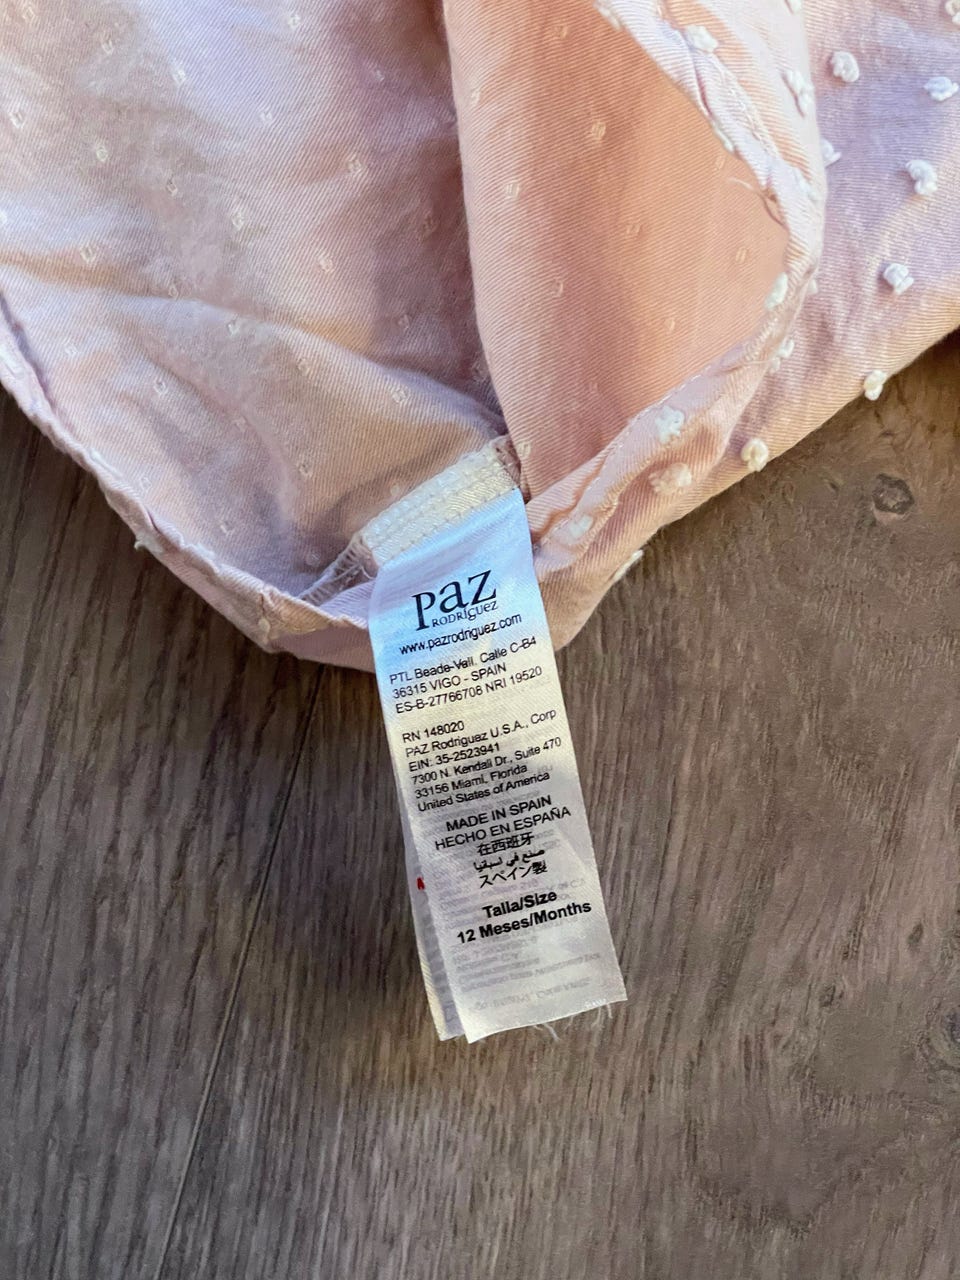 Paz
RODRÍGUEZ
www.pazrodriguez.com
PTL Beade-Vall. Calle C-B4
36315 VIGO - SPAIN
ES-B-27766708 NRI 19520
RN 148020
PAZ Rodriguez U.S.A., Corp
EIN: 35-2523941
7300 N. Kendall Dr., Suite 470
33156 Miami, Florida
United States of America
MADE IN SPAIN
HECHO EN ESPAÑA
在西班牙
صنع في اسبانيا
スペイン製
Talla/Size
12 Meses/Months